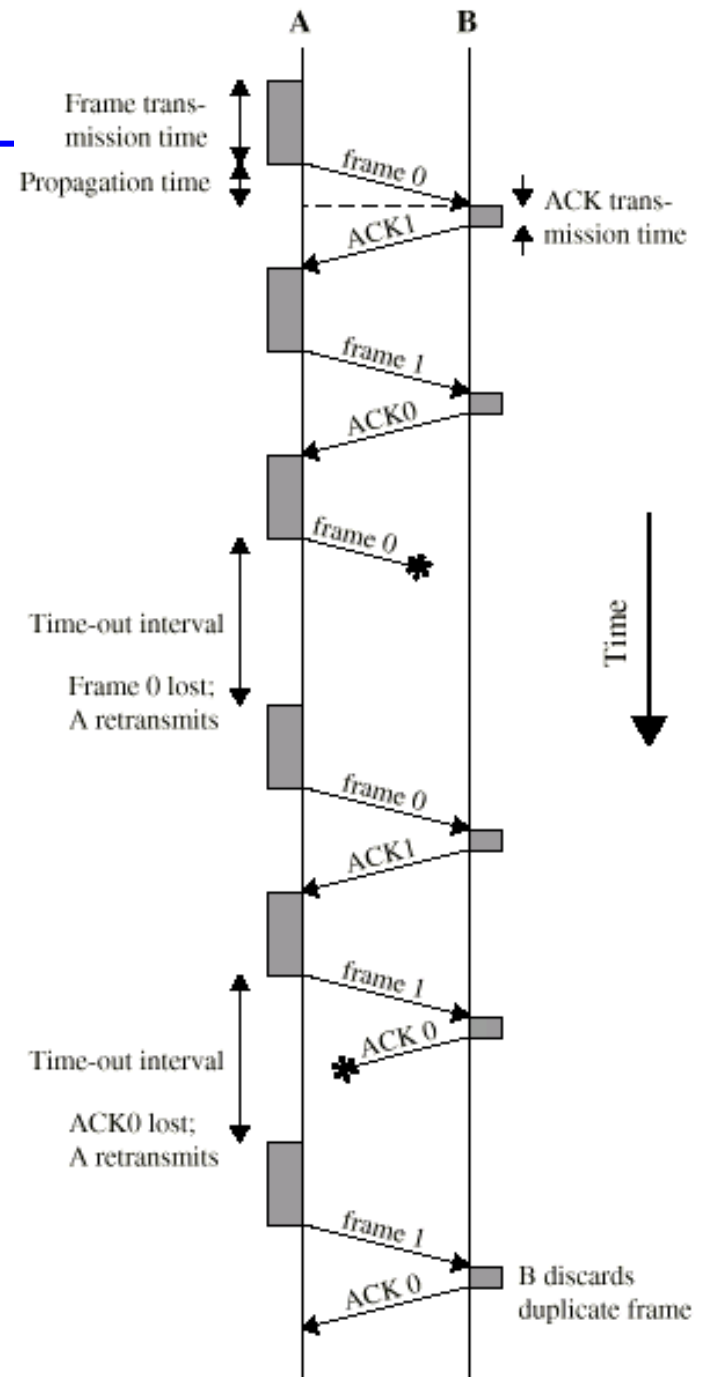 A
B
Frame trans-
mission time
Propagation time
frame 0
ACK trans-
mission time
ACK1
frame 1
ACK0
frame 0
Time-out interval
Time
Frame 0 lost;
A retransmits
frame 0
ACK1
frame 1
ACK 0
Time-out interval
ACK0 lost;
A retransmits
frame 1
ACK 0
B discards
duplicate frame